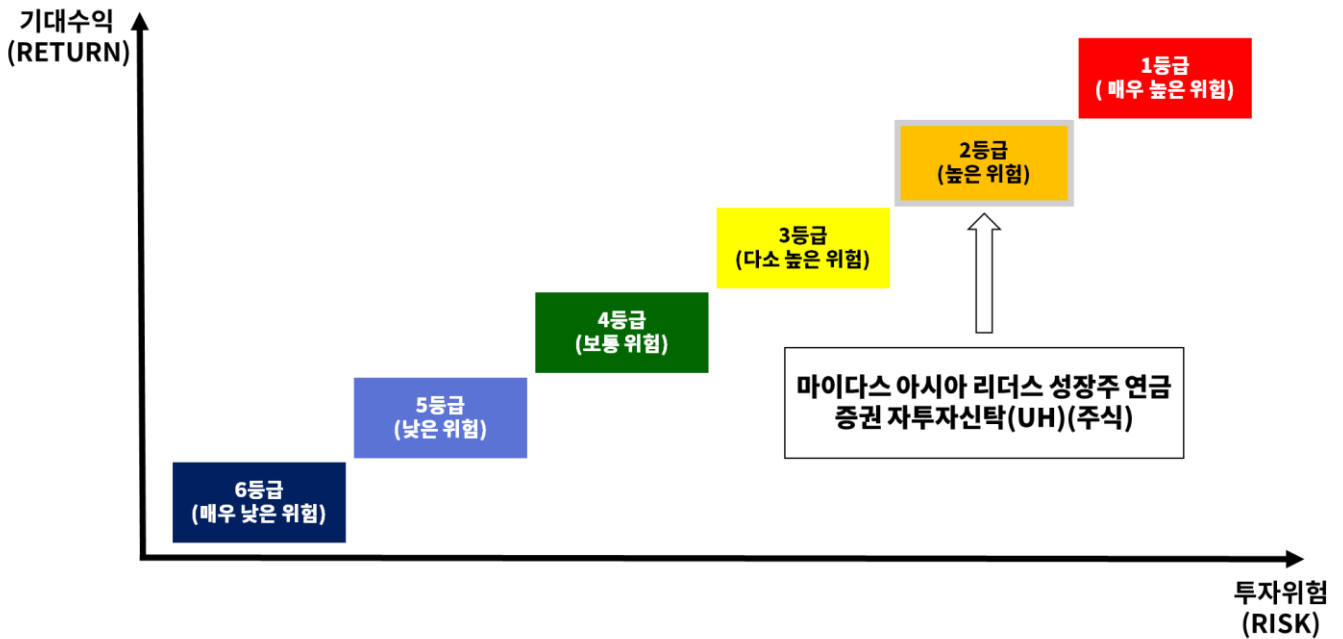 기대수익
(RETURN)
1등급
( 매우 높은 위험)
2등급
(높은 위험)
3등급
(다소 높은 위험)
4등급
(보통 위험)
마이다스 아시아 리더스 성장주 연금
증권 자투자신탁(UH)(주식)
5등급
(낮은 위험)
6등급
(매우 낮은 위험)
투자위험
(RISK)